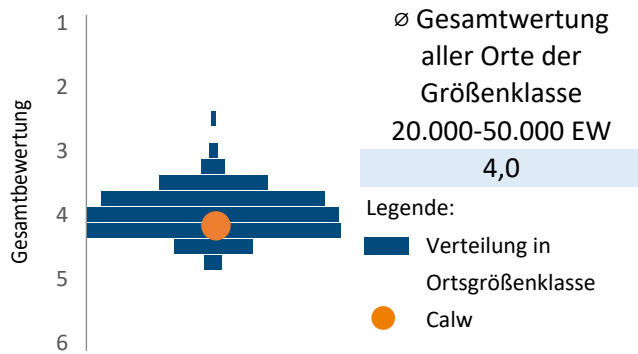 1
2
3
4
5
6
Gesamtbewertung
⌀ Gesamtwertung
aller Orte der
Größenklasse
20.000-50.000 EW
4,0
Legende:
Verteilung in
Ortsgrößenklasse
Calw